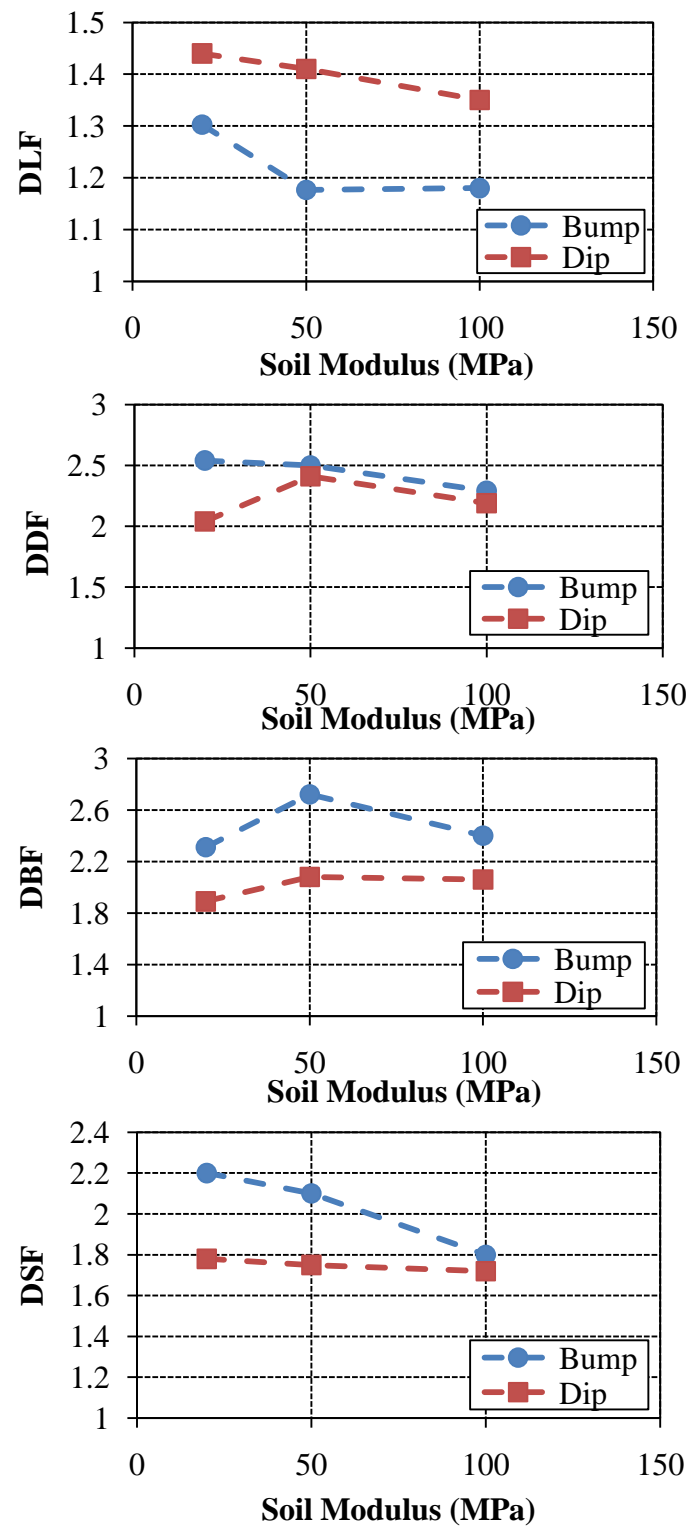 1.5
1.4
1.3
1.2
1.1
1
DLF
Bump
Dip
0 50 100 150
Soil Modulus (MPa)
3
2.5
2
1.5
1
DDF
Bump
Dip
0 50 100 150
Soil Modulus (MPa)
3
2.6
2.2
1.8
1.4
1
DBF
Bump
Dip
0 50 100 150
Soil Modulus (MPa)
2.4
2.2
2
1.8
1.6
1.4
1.2
1
DSF
Bump
Dip
0 50 100 150
Soil Modulus (MPa)